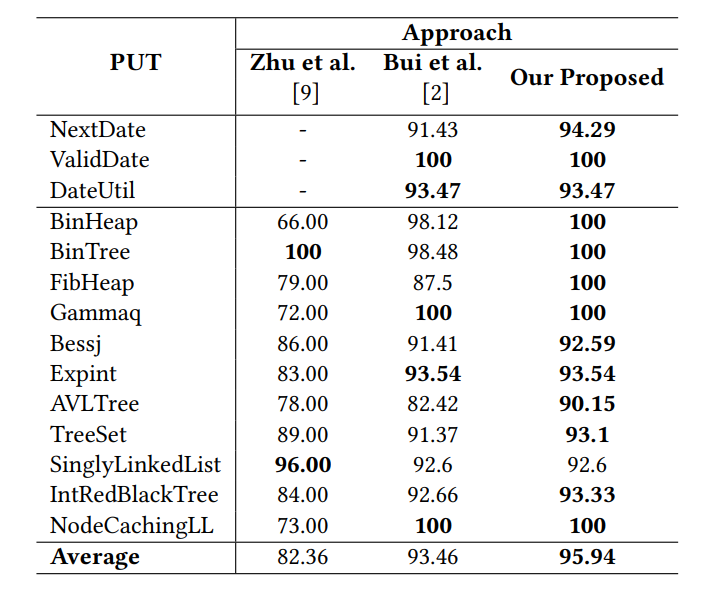 PUT Approach
Zhu et al. [9] Bui et al. [2] Our Proposed
NextDate - 91.43 94.29
ValidDate - 100 100
DateUtil - 93.47 93.47
BinHeap 66.00 98.12 100
BinTree 100 98.48 100
FibHeap 79.00 87.5 100
Gammaq 72.00 100 100
Bessj 86.00 91.41 92.59
Expint 83.00 93.54 93.54
AVLTree 78.00 82.42 90.15
TreeSet 89.00 91.37 93.1
SinglyLinkedList 96.00 92.6 92.6
IntRedBlackTree 84.00 92.66 93.33
NodeCachingLL 73.00 100 100
Average 82.36 93.46 95.94